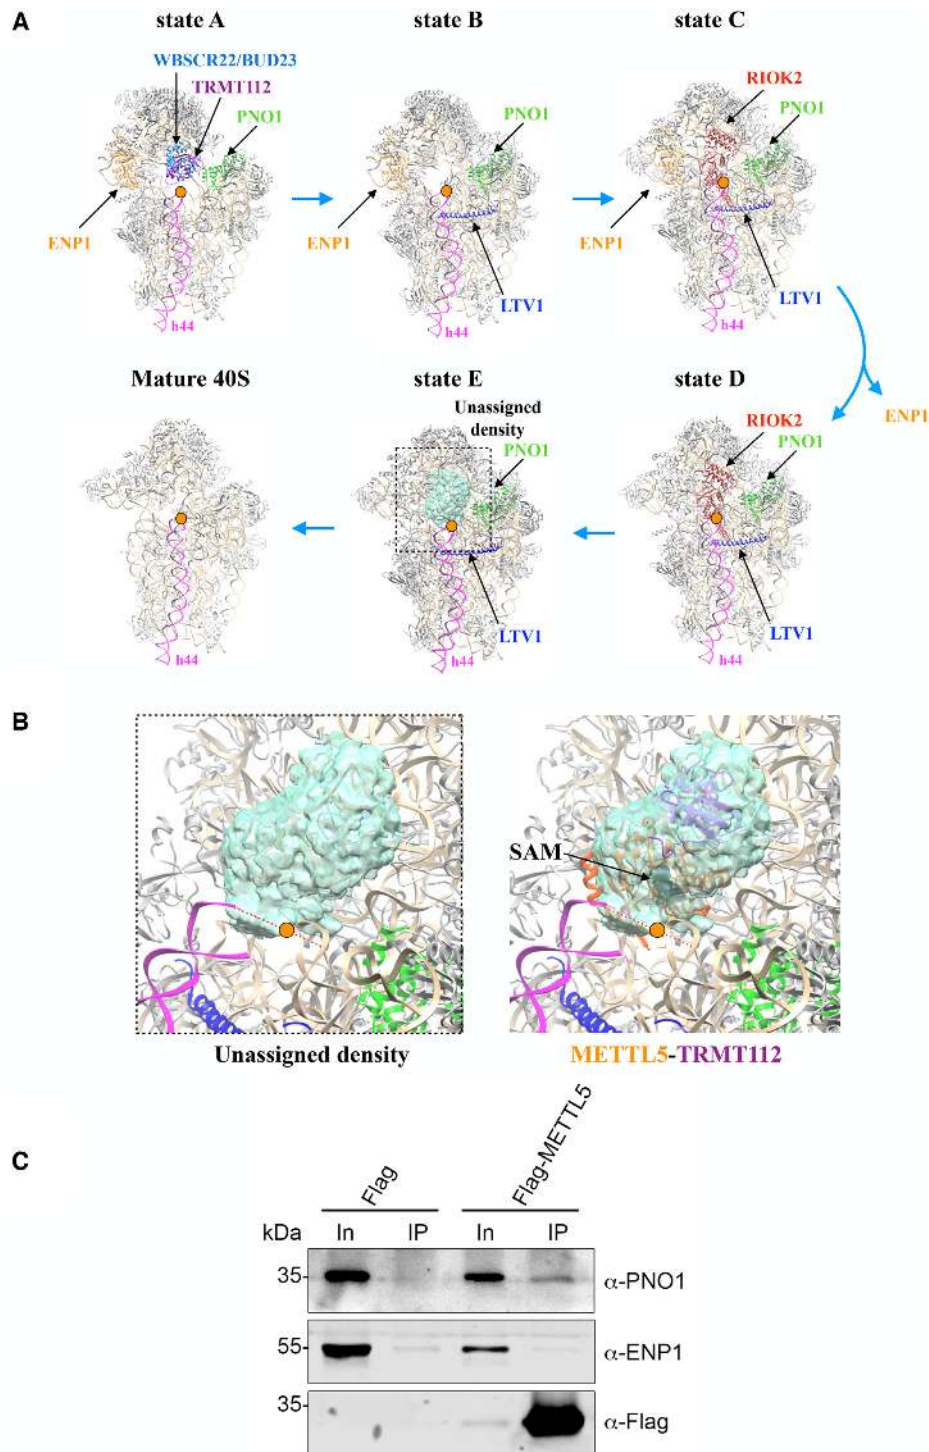 A
state A
state B
state C
WBSCR22/BUD23
TRMT112
PNO1
ENP1
h44
PNO1
ENP1
LTV1
h44
RIOK2
PNO1
ENP1
LTV1
h44
Mature 40S
state E
state D
ENP1
h44
Unassigned
density
PNO1
LTV1
h44
RIOK2
PNO1
LTV1
h44
B
SAM
Unassigned density
METTL5-TRMT112
C
Flag
Flag-METTL5
kDa In IP In IP
35 α-PNO1
55 α-ENP1
35 α-Flag